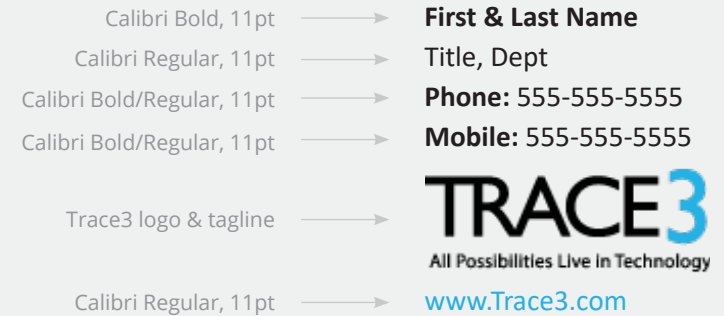 Calibri Bold, 11pt First & Last Name
Calibri Regular, 11pt Title, Dept
Calibri Bold/Regular, 11pt Phone: 555-555-5555
Calibri Bold/Regular, 11pt Mobile: 555-555-5555
Trace3 logo & tagline TRACE3
All Possibilities Live in Technology
Calibri Regular, 11pt www.Trace3.com